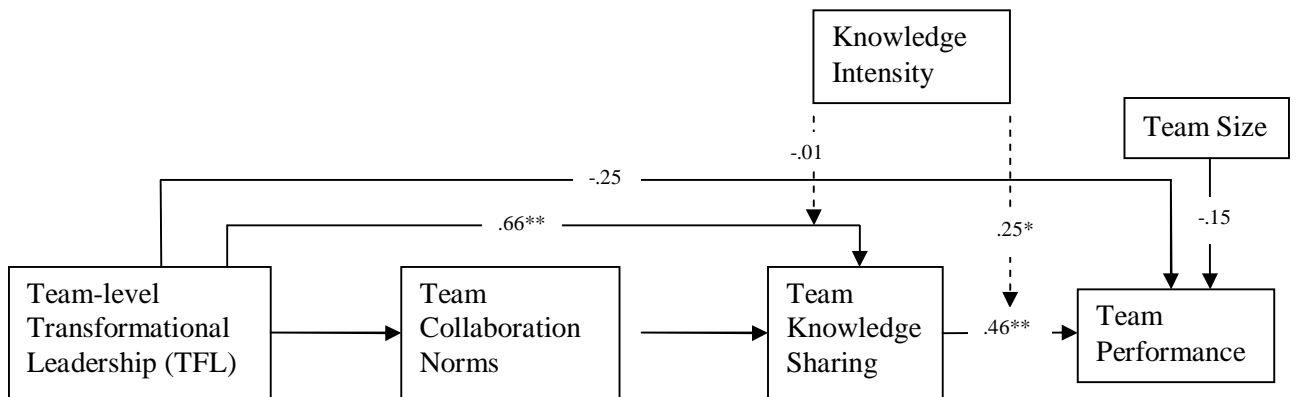 Knowledge
Intensity
Team Size
-.01
-.25
-.15
.66**
.25*
Team-level
Transformational
Leadership (TFL)
Team
Collaboration
Norms
Team
Knowledge
Sharing
.46**
Team
Performance